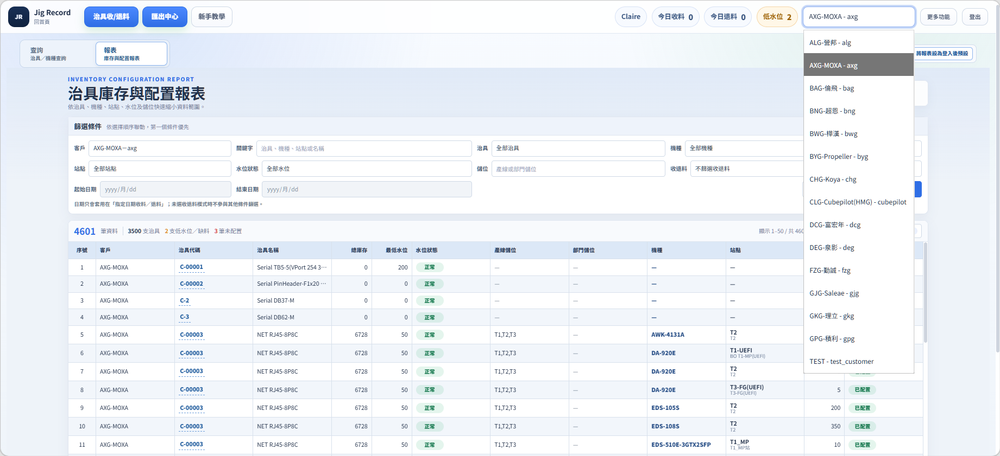 JR
Jig Record
回首頁
治具收/退料
匯出中心
新手教學
Claire
今日收料 0
今日退料 0
低水位 2
AXG-MOXA - axg
更多功能
登出
ALG-營邦 - alg
AXG-MOXA - axg
BAG-倫飛 - bag
BNG-超恩 - bng
BWG-樺漢 - bwg
BYG-Propeller - byg
CHG-Koya - chg
CLG-Cubepilot(HMG) - cubepilot
DCG-富宏年 - dcg
DEG-泉影 - deg
FZG-勤誠 - fzg
GJG-Saleae - gjg
GKG-理立 - gkg
GPG-積利 - gpg
TEST - test_customer
查詢
治具／機種查詢
報表
庫存與配置報表
將報表設為登入後預設
INVENTORY CONFIGURATION REPORT
治具庫存與配置報表
依治具、機種、站點、水位及儲位快速縮小資料範圍。
篩選條件 依選擇順序聯動，第一個條件優先
客戶 AXG-MOXA－axg 關鍵字 治具、機種、站點或名稱 治具 全部治具 機種 全部機種
站點 全部站點 水位狀態 全部水位 儲位 產線或部門儲位 收退料 不篩選收退料
起始日期 yyyy/月/dd 結束日期 yyyy/月/dd
日期只會套用在「指定日期收料／退料」；未選收退料模式時不參與其他條件篩選。
4601 筆資料 3500 支治具 2 支低水位／缺料 3 筆未配置 顯示 1–50 / 共 460
序號 客戶 治具代碼 治具名稱 總庫存 最低水位 水位狀態 產線儲位 部門儲位 機種 站點
1 AXG-MOXA C-00001 Serial TB5-5(VPort 254 3… 0 200 正常 — — — —
2 AXG-MOXA C-00002 Serial PinHeader-F1x20 … 0 0 正常 — — — —
3 AXG-MOXA C-2 Serial DB37-M 0 0 正常 — — — —
4 AXG-MOXA C-3 Serial DB62-M 0 0 正常 — — — —
5 AXG-MOXA C-00003 NET RJ45-8P8C 6728 50 正常 T1,T2,T3 — AWK-4131A T2
T2
6 AXG-MOXA C-00003 NET RJ45-8P8C 6728 50 正常 T1,T2,T3 — DA-920E T1-UEFI
BO T1-MP(UEFI)
7 AXG-MOXA C-00003 NET RJ45-8P8C 6728 50 正常 T1,T2,T3 — DA-920E T2
T2
8 AXG-MOXA C-00003 NET RJ45-8P8C 6728 50 正常 T1,T2,T3 — DA-920E T3-FG(UEFI) 5 已配置
T3-FG(UEFI)
9 AXG-MOXA C-00003 NET RJ45-8P8C 6728 50 正常 T1,T2,T3 — EDS-105S T2 200 已配置
T2
10 AXG-MOXA C-00003 NET RJ45-8P8C 6728 50 正常 T1,T2,T3 — EDS-108S T2 350 已配置
T2
11 AXG-MOXA C-00003 NET RJ45-8P8C 6728 50 正常 T1,T2,T3 — EDS-510E-3GTX2SFP T1_MP 10 已配置
T1_MP站